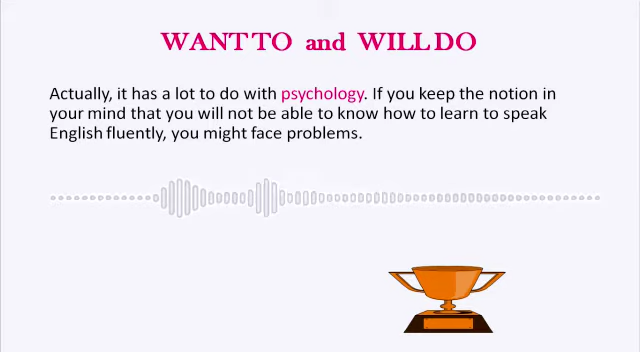 WANT TO and WILL DO
Actually, it has a lot to do with psychology. If you keep the notion in
your mind that you will not be able to know how to learn to speak
English fluently, you might face problems.